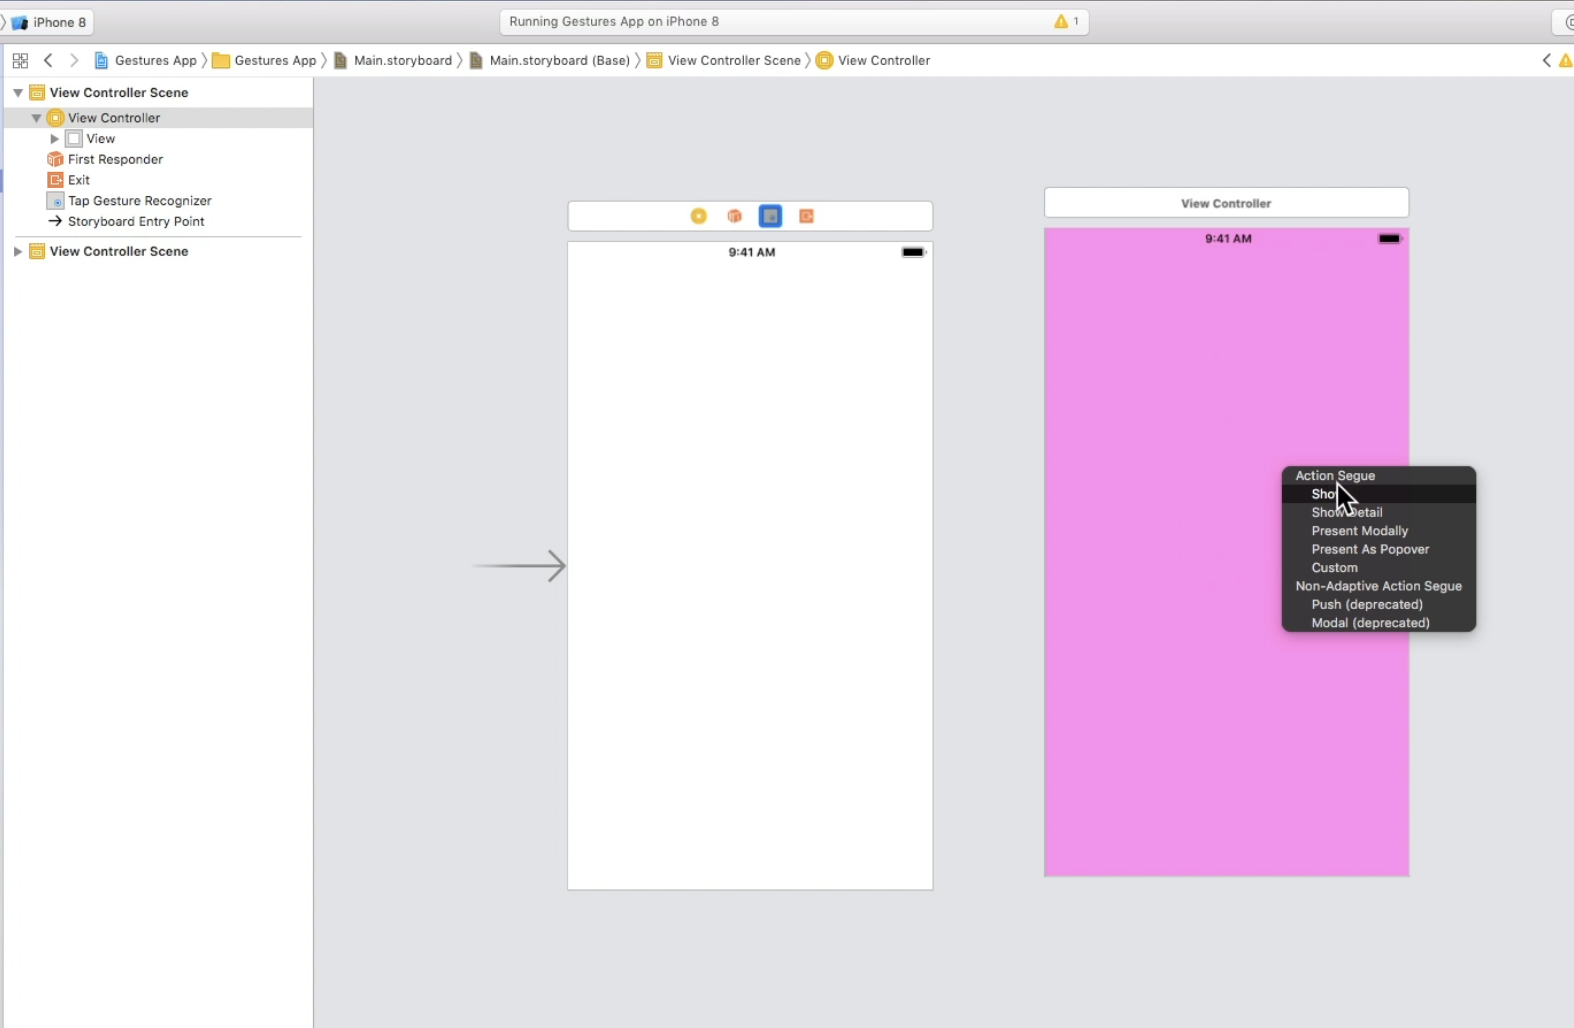 iPhone 8
Running Gestures App on iPhone 8
1
Gestures App
Gestures App
Main.storyboard
Main.storyboard (Base)
View Controller Scene
View Controller
View Controller Scene
View Controller
View
First Responder
Exit
Tap Gesture Recognizer
Storyboard Entry Point
View Controller Scene
9:41 AM
View Controller
9:41 AM
Action Segue
Show Detail
Present Modally
Present As Popover
Custom
Non-Adaptive Action Segue
Push (deprecated)
Modal (deprecated)